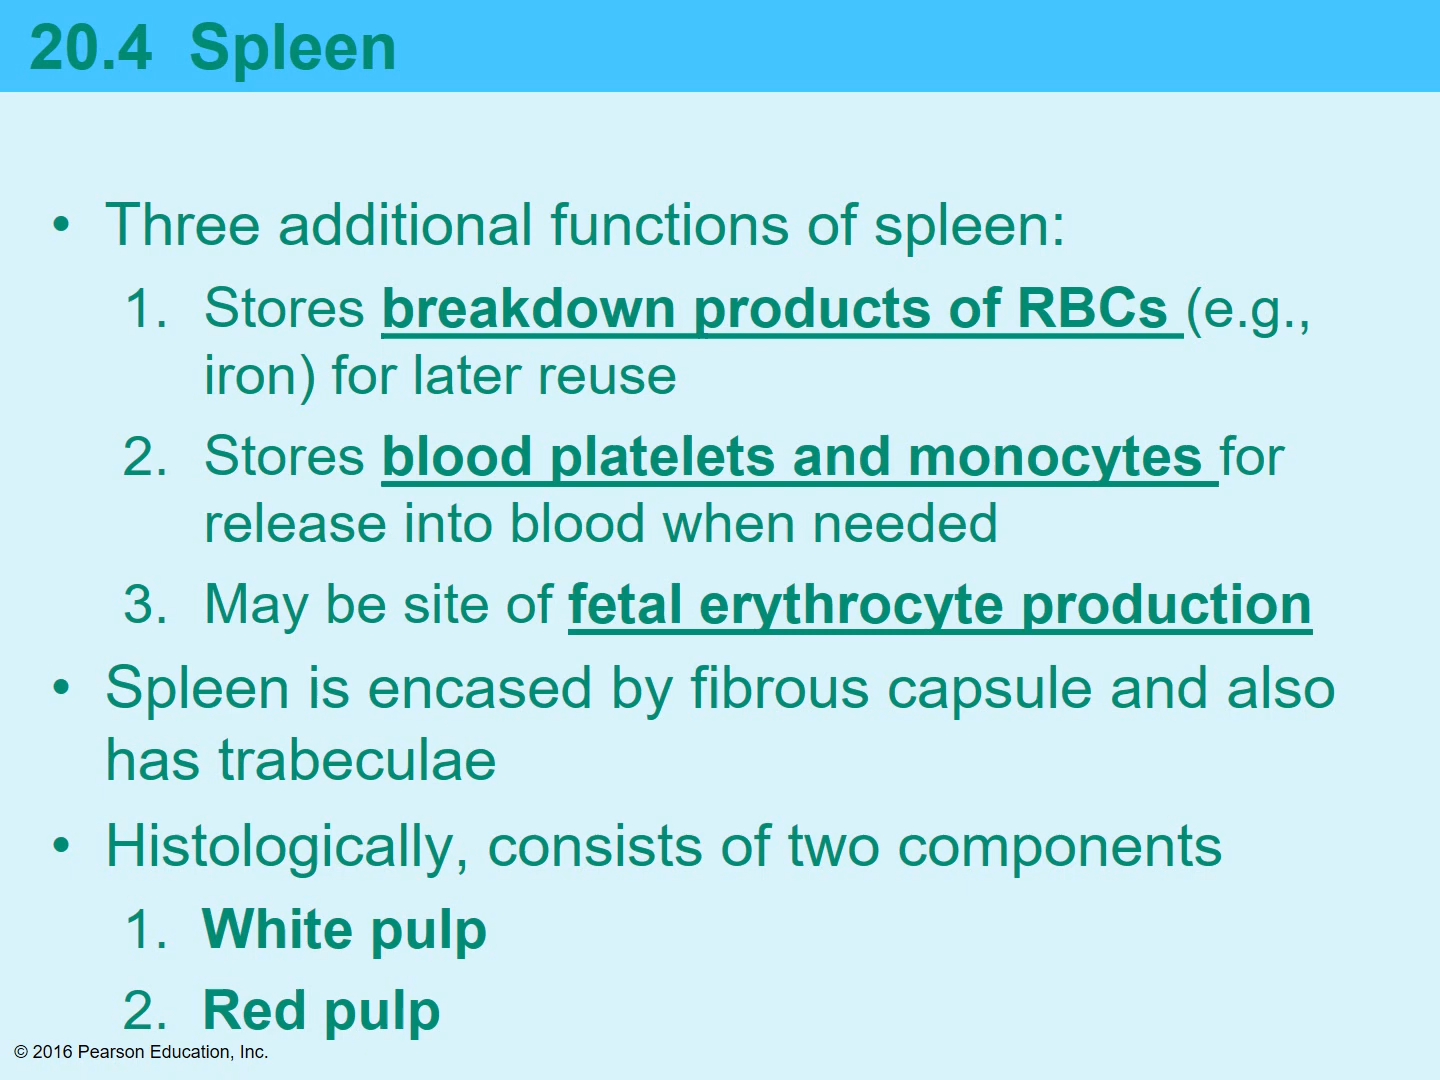 20.4 Spleen
• Three additional functions of spleen:
1. Stores breakdown products of RBCs (e.g.,
iron) for later reuse
2. Stores blood platelets and monocytes for
release into blood when needed
3. May be site of fetal erythrocyte production
• Spleen is encased by fibrous capsule and also
has trabeculae
• Histologically, consists of two components
1. White pulp
2. Red pulp
© 2016 Pearson Education, Inc.